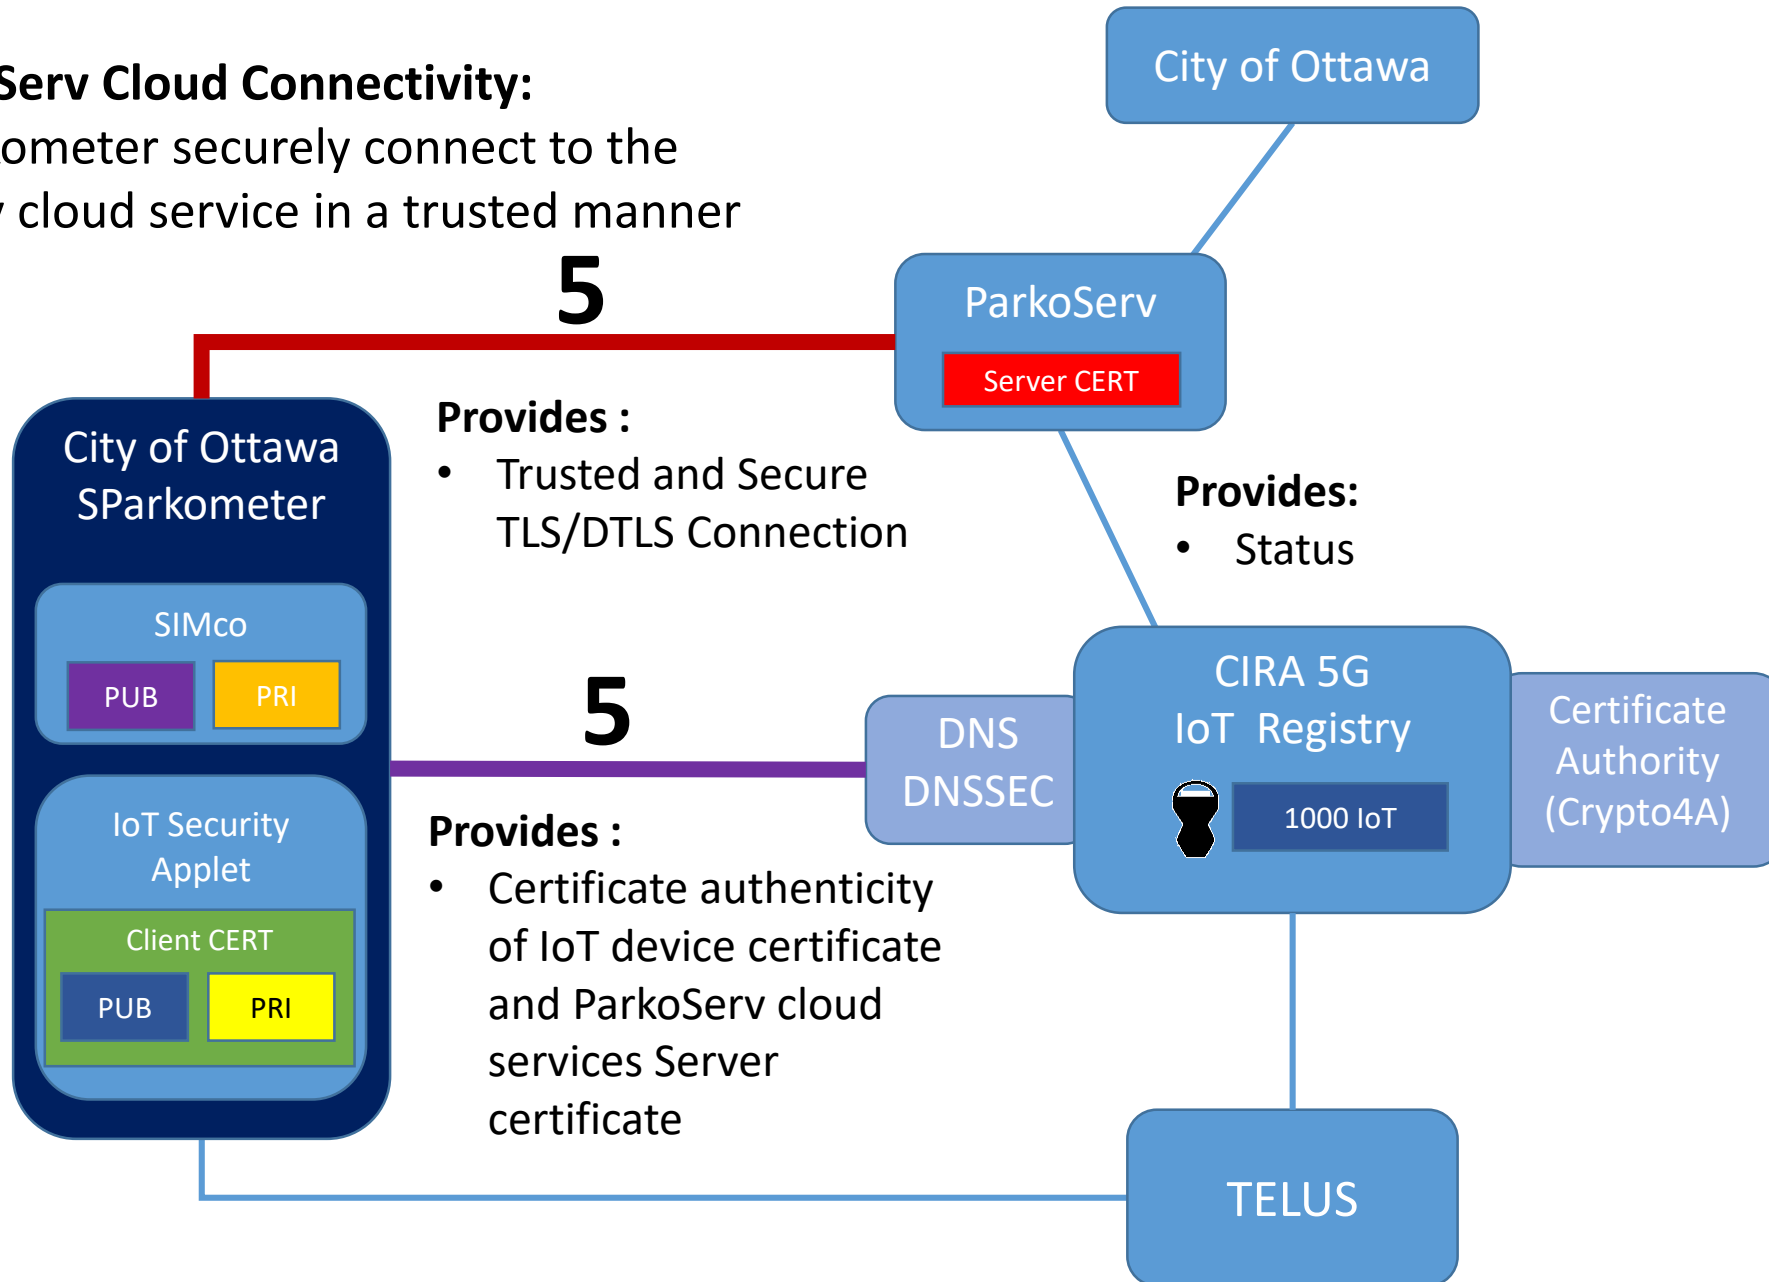 Serv Cloud Connectivity:
ometer securely connect to the
cloud service in a trusted manner
City of Ottawa
5
ParkoServ
Server CERT
Provides :
• Trusted and Secure
TLS/DTLS Connection
Provides:
• Status
City of Ottawa
SParkometer
SIMco
PUB
PRI
IoT Security
Applet
Client CERT
PUB
PRI
5
DNS
DNSSEC
CIRA 5G
IoT Registry
1000 IoT
Certificate
Authority
(Crypto4A)
Provides :
• Certificate authenticity
of IoT device certificate
and ParkoServ cloud
services Server
certificate
TELUS